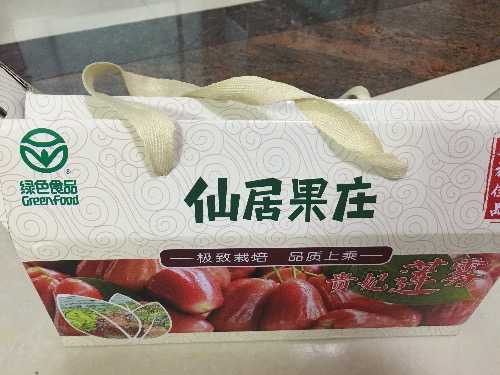 绿色食品
Greenfood
仙居果庄
极致栽培 品质上乘
贵妃莲雾